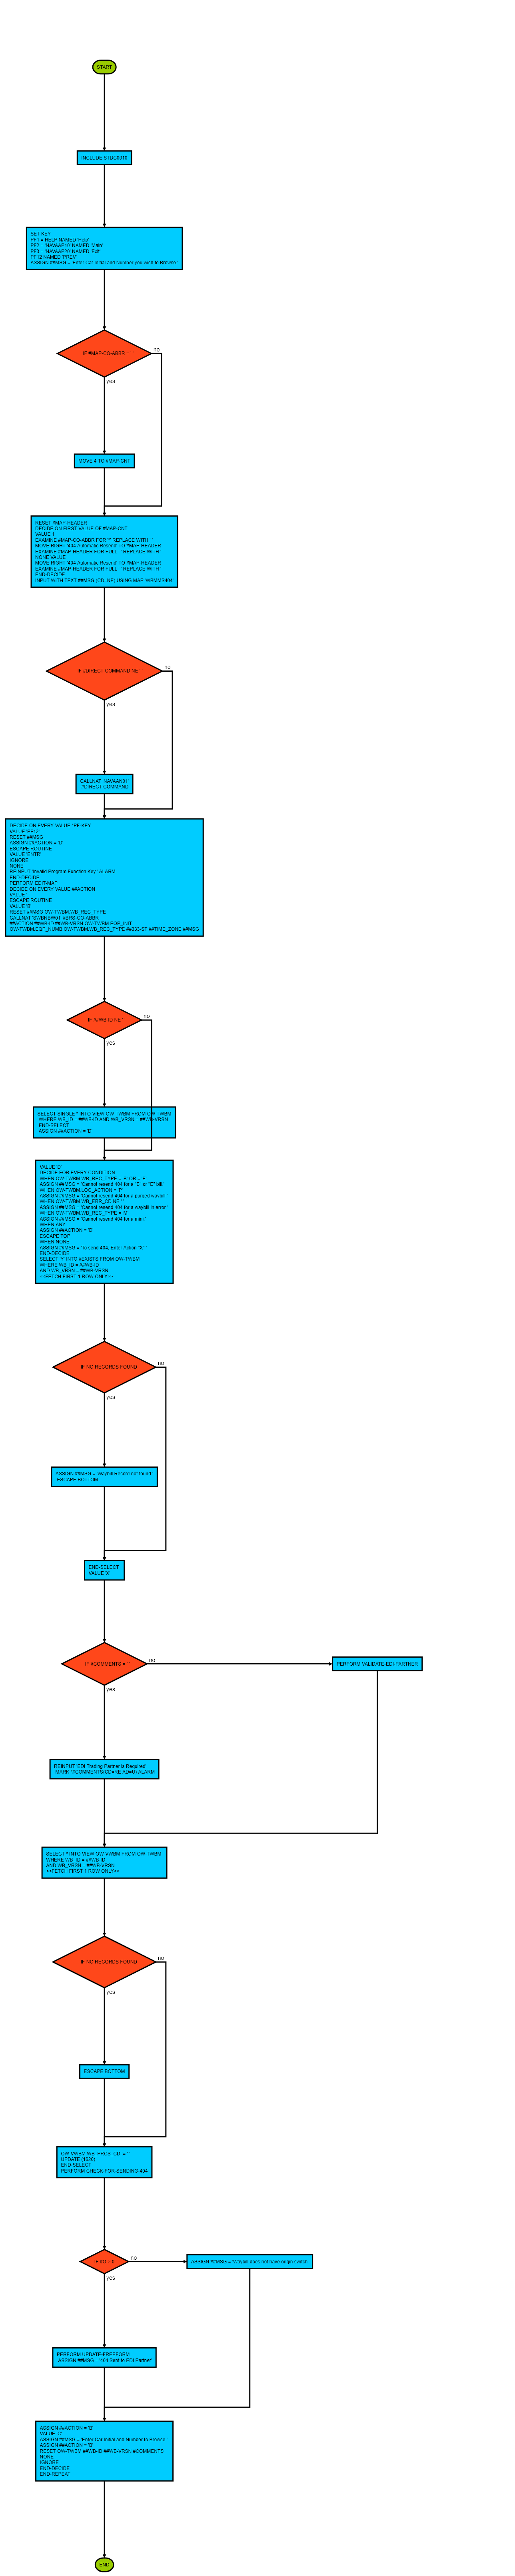 START
INCLUDE STDC0010
SET KEY
PF1 = HELP NAMED 'Help'
PF2 = 'NAVAAP10' NAMED 'Main'
PF3 = 'NAVAAP20' NAMED 'Exit'
PF12 NAMED 'PREV'
ASSIGN ##MSG = 'Enter Car Initial and Number you wish to Browse.'
IF #MAP-CO-ABBR = ' '
no
yes
MOVE 4 TO #MAP-CNT
RESET #MAP-HEADER
DECIDE ON FIRST VALUE OF #MAP-CNT
VALUE 1
EXAMINE #MAP-CO-ABBR FOR '*' REPLACE WITH ' '
MOVE RIGHT '404 Automatic Resend' TO #MAP-HEADER
EXAMINE #MAP-HEADER FOR FULL ' ' REPLACE WITH ' '
NONE VALUE
MOVE RIGHT '404 Automatic Resend' TO #MAP-HEADER
EXAMINE #MAP-HEADER FOR FULL ' ' REPLACE WITH ' '
END-DECIDE
INPUT WITH TEXT ##MSG (CD=NE) USING MAP 'WBMMS404'
IF #DIRECT-COMMAND NE ' '
no
yes
CALLNAT 'NAVAAN01'
#DIRECT-COMMAND
DECIDE ON EVERY VALUE *PF-KEY
VALUE 'PF12'
RESET ##MSG
ASSIGN ##ACTION = 'D'
ESCAPE ROUTINE
VALUE 'ENTR'
IGNORE
NONE
REINPUT 'Invalid Program Function Key.' ALARM
END-DECIDE
PERFORM EDIT-MAP
DECIDE ON EVERY VALUE ##ACTION
VALUE '.'
ESCAPE ROUTINE
VALUE 'B'
RESET ##MSG OW-TWBM.WB_REC_TYPE
CALLNAT 'SWBNBW01' #BRS-CO-ABBR
##ACTION ##WB-ID ##WB-VRSN OW-TWBM.EQP_INIT
OW-TWBM.EQP_NUMB OW-TWBM.WB_REC_TYPE ##333-ST ##TIME_ZONE ##MSG
IF ##WB-ID NE ' '
no
yes
SELECT SINGLE * INTO VIEW OW-TWBM FROM OW-TWBM
WHERE WB_ID = ##WB-ID AND WB_VRSN = ##WB-VRSN
END-SELECT
ASSIGN ##ACTION = 'D'
VALUE 'D'
DECIDE FOR EVERY CONDITION
WHEN OW-TWBM.WB_REC_TYPE = 'B' OR = 'E'
ASSIGN ##MSG = 'Cannot resend 404 for a "B" or "E" bill.'
WHEN OW-TWBM.LOG_ACTION = 'P'
ASSIGN ##MSG = 'Cannot resend 404 for a purged waybill.'
WHEN OW-TWBM.WB_ERR_CD NE ' '
ASSIGN ##MSG = 'Cannot resend 404 for a waybill in error.'
WHEN OW-TWBM.WB_REC_TYPE = 'M'
ASSIGN ##MSG = 'Cannot resend 404 for a mini.'
WHEN ANY
ASSIGN ##ACTION = 'D'
ESCAPE TOP
WHEN NONE
ASSIGN ##MSG = 'To send 404, Enter Action "X"'
END-DECIDE
SELECT 'Y' INTO #EXISTS FROM OW-TWBM
WHERE WB_ID = ##WB-ID
AND WB_VRSN = ##WB-VRSN
<<FETCH FIRST 1 ROW ONLY>>
IF NO RECORDS FOUND
no
yes
ASSIGN ##MSG = 'Waybill Record not found.'
ESCAPE BOTTOM
END-SELECT
VALUE 'X'
IF #COMMENTS = ' '
no
PERFORM VALIDATE-EDI-PARTNER
yes
REINPUT 'EDI Trading Partner is Required'
MARK *#COMMENTS(CD=RE AD=U) ALARM
SELECT * INTO VIEW OW-VWBM FROM OW-TWBM
WHERE WB_ID = ##WB-ID
AND WB_VRSN = ##WB-VRSN
<<FETCH FIRST 1 ROW ONLY>>
IF NO RECORDS FOUND
no
yes
ESCAPE BOTTOM
OW-VWBM.WB_PRCS_CD := ' '
UPDATE (1620)
END-SELECT
PERFORM CHECK-FOR-SENDING-404
IF #O > 0
no
ASSIGN ##MSG = 'Waybill does not have origin switch'
yes
PERFORM UPDATE-FREEFORM
ASSIGN ##MSG = '404 Sent to EDI Partner'
ASSIGN ##ACTION = 'B'
VALUE 'C'
ASSIGN ##MSG = 'Enter Car Initial and Number to Browse.'
ASSIGN ##ACTION = 'B'
RESET OW-TWBM ##WB-ID ##WB-VRSN #COMMENTS
NONE
IGNORE
END-DECIDE
END-REPEAT
END